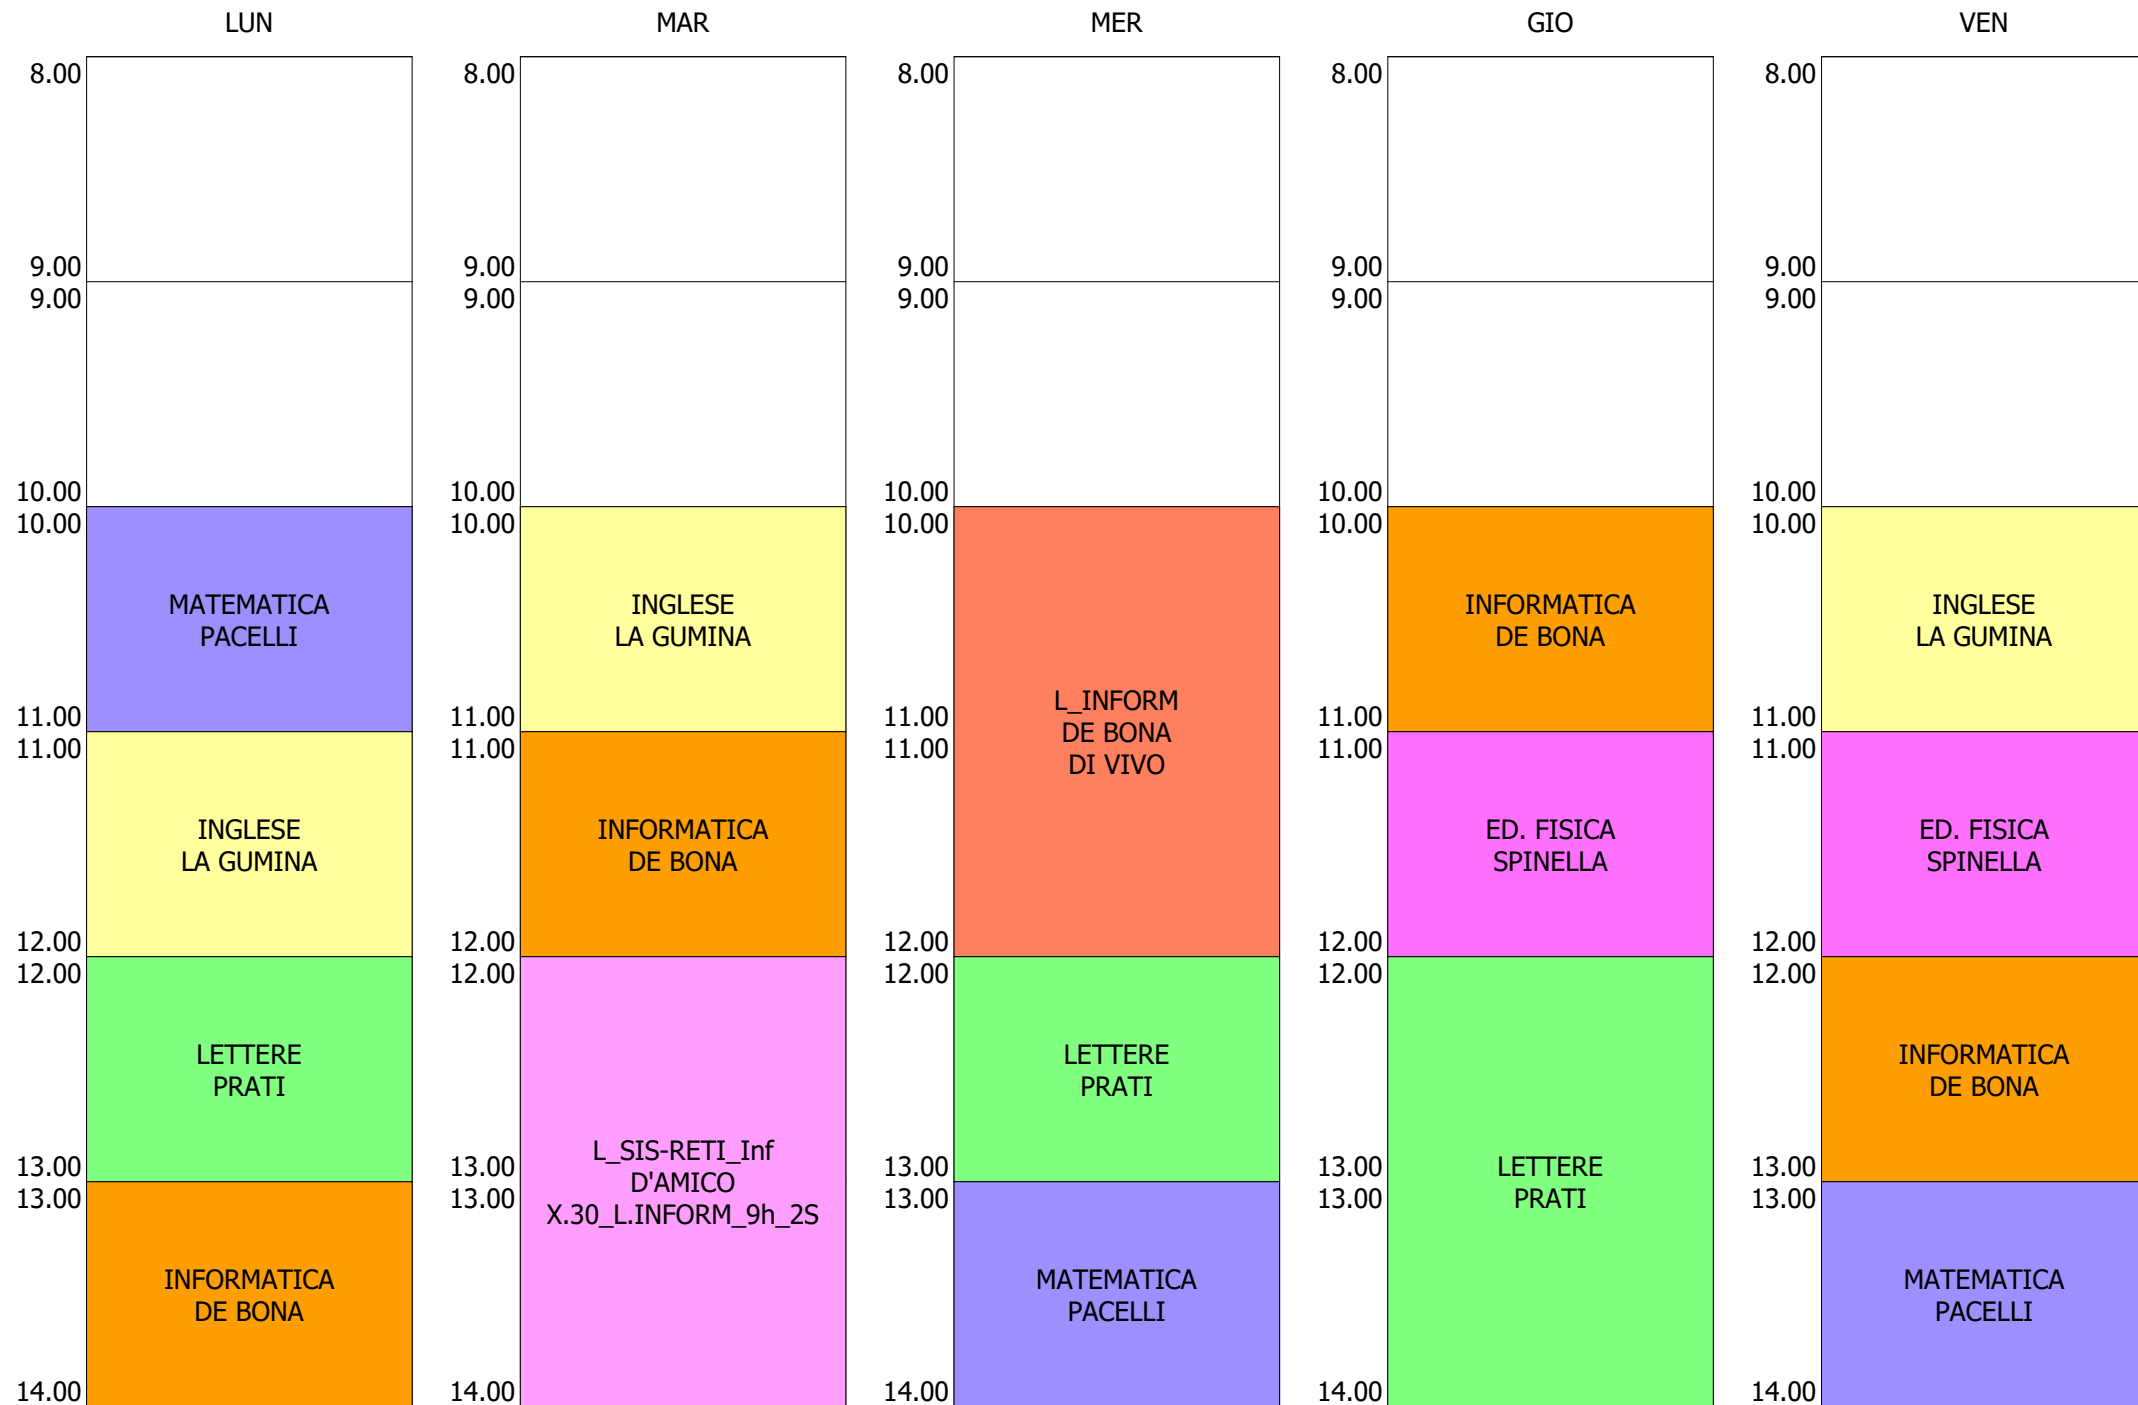 LUN
8.00
9.00
9.00
10.00
10.00
MATEMATICA
PACELLI
11.00
11.00
INGLESE
LA GUMINA
12.00
12.00
LETTERE
PRATI
13.00
13.00
INFORMATICA
DE BONA
14.00
MAR
8.00
9.00
9.00
10.00
10.00
INGLESE
LA GUMINA
11.00
11.00
INFORMATICA
DE BONA
12.00
12.00
L_SIS-RETI_Inf
D'AMICO
X.30_L.INFORM_9h_2S
13.00
13.00
14.00
MER
8.00
9.00
9.00
10.00
10.00
L_INFORM
DE BONA
DI VIVO
11.00
11.00
12.00
12.00
LETTERE
PRATI
13.00
13.00
MATEMATICA
PACELLI
14.00
GIO
8.00
9.00
9.00
10.00
10.00
INFORMATICA
DE BONA
11.00
11.00
ED. FISICA
SPINELLA
12.00
12.00
LETTERE
PRATI
13.00
13.00
14.00
VEN
8.00
9.00
9.00
10.00
10.00
INGLESE
LA GUMINA
11.00
11.00
ED. FISICA
SPINELLA
12.00
12.00
INFORMATICA
DE BONA
13.00
13.00
MATEMATICA
PACELLI
14.00